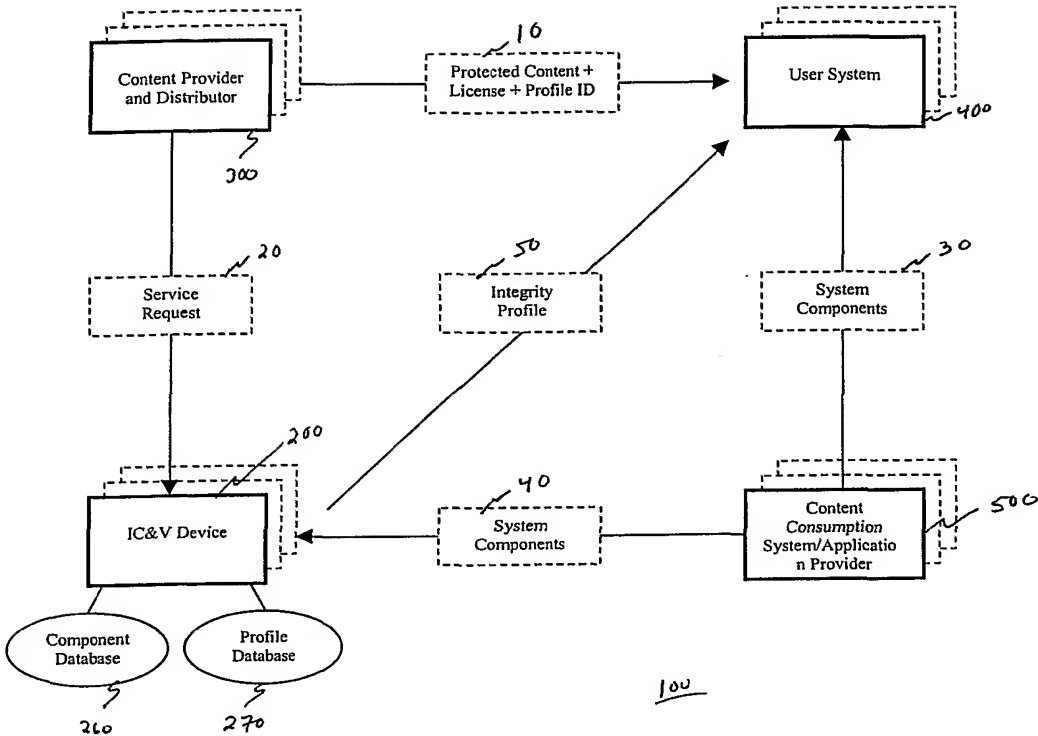 10
Content Provider
and Distributor
Protected Content +
License + Profile ID
User System
400
300
20
50
30
Service
Request
Integrity
Profile
System
Components
200
40
IC&V Device
System
Components
Content
Consumption
System/Applicatio
n Provider
500
Component
Database
Profile
Database
260
270
100